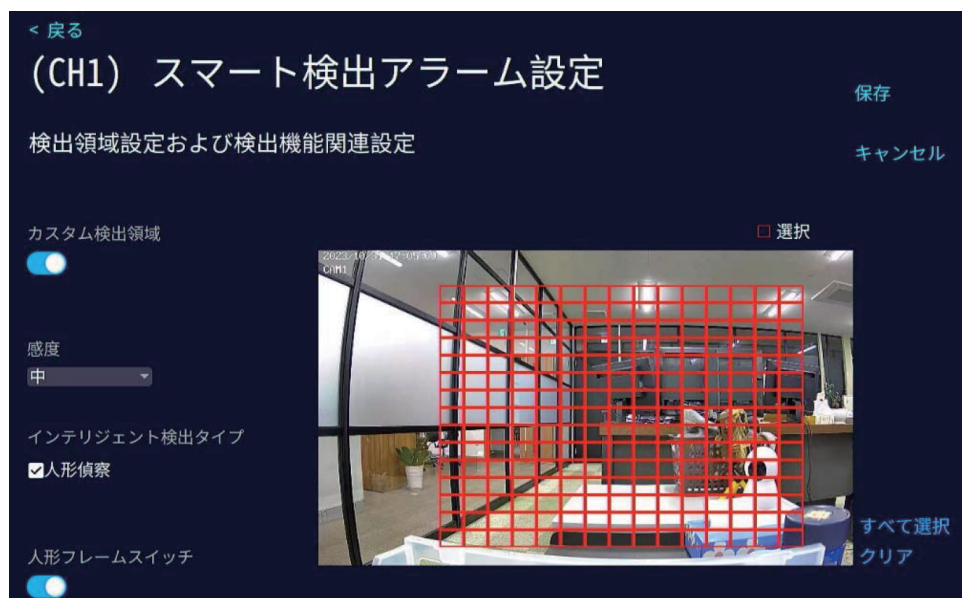 < 戻る
(CH1) スマート検出アラーム設定
保存
検出領域設定および検出機能関連設定
キャンセル
カスタム検出領域
選択
CAM1
感度
中
インテリジェント検出タイプ
人形偵察
すべて選択
人形フレームスイッチ
クリア